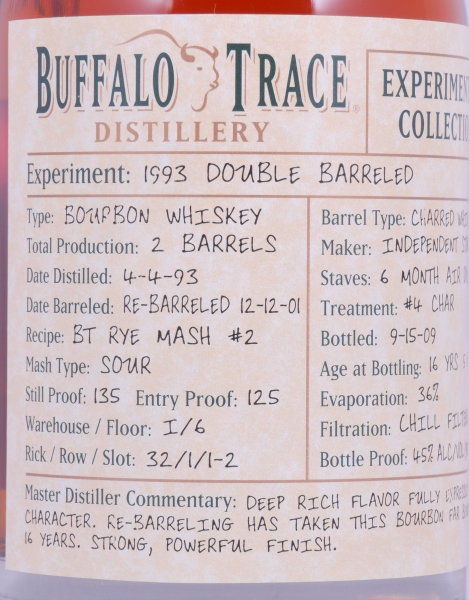 BUFFALO TRACE
DISTILLERY
COLLECTION
Experiment: 1993 DOUBLE BARRELED
Type: BOURBON WHISKEY
Total Production: 2 BARRELS
Date Distilled: 4-4-93
Date Barreled: RE-BARRELED 12-12-01
Recipe: BT RYE MASH #2
Mash Type: SOUR
Still Proof: 135 Entry Proof: 125
Warehouse / Floor: I/6
Rick / Row / Slot: 32/1/1-2
Barrel Type: CHARRED
Maker: INDEPENDENT
Staves: 6 MONTH AIR
Treatment: #4 CHAR
Bottled: 9-15-09
Age at Bottling: 16 YRS
Evaporation: 36%
Filtration: CHILL
Bottle Proof: 45% ALC/VOL
Master Distiller Commentary: DEEP RICH FLAVOR FULLY
CHARACTER. RE-BARRELING HAS TAKEN THIS BOURBON FAR
16 YEARS. STRONG, POWERFUL FINISH.